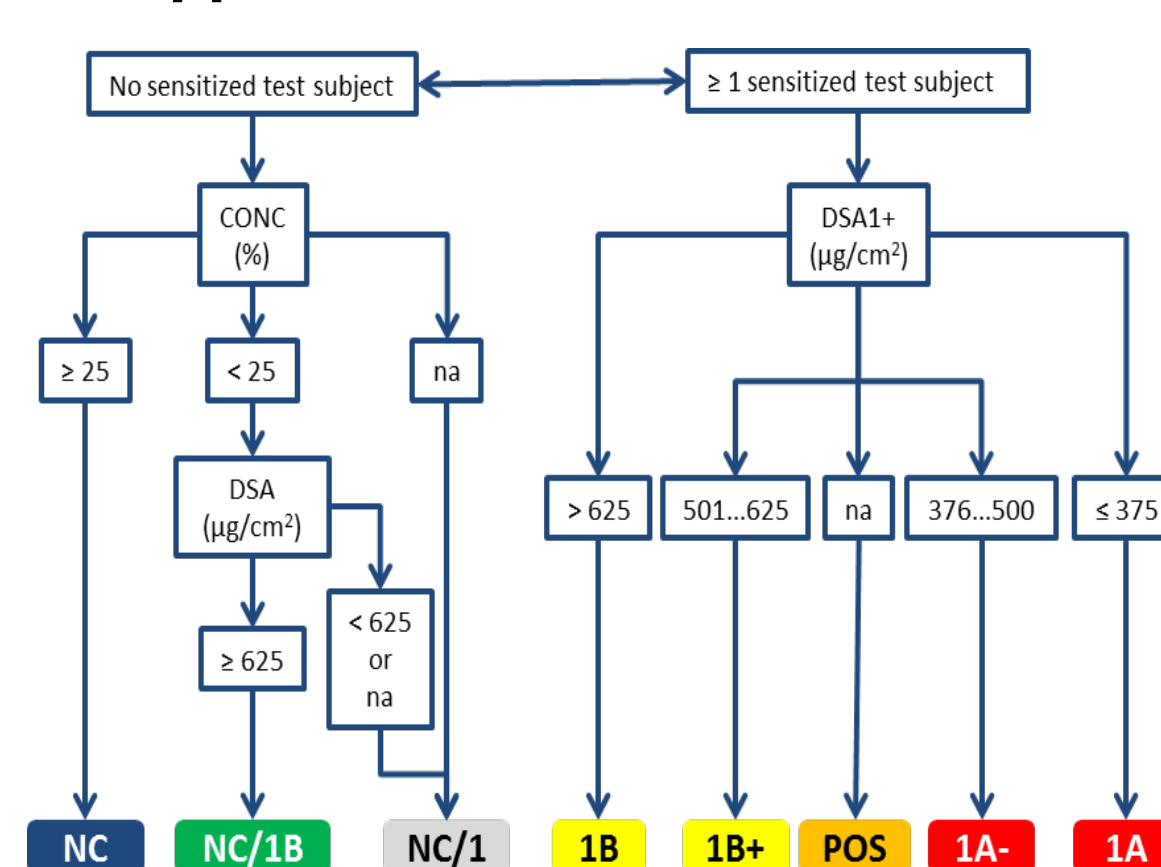 No sensitized test subject
≥ 1 sensitized test subject
CONC
(%)
DSA1+
(µg/cm²)
≥ 25
< 25
na
DSA
(µg/cm²)
> 625
501...625
na
376...500
≤ 375
< 625
or
na
≥ 625
NC
NC/1B
NC/1
1B
1B+
POS
1A-
1A